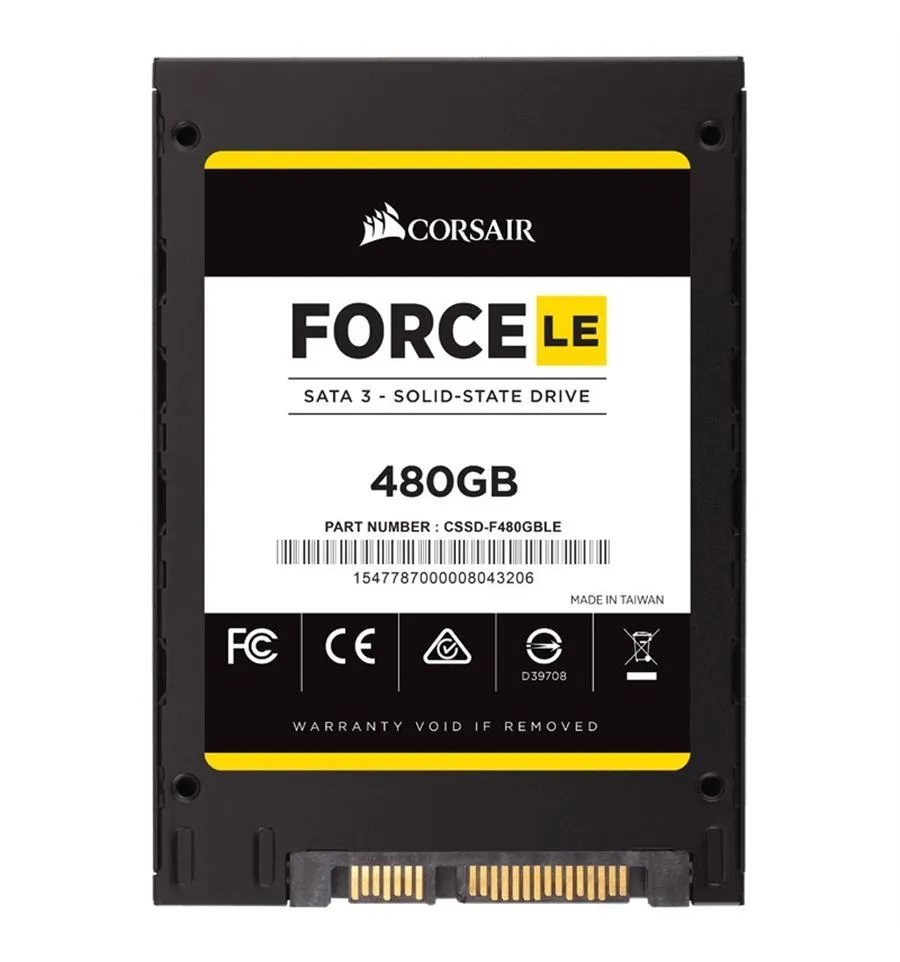 CORSAIR
FORCE LE
SATA 3 - SOLID-STATE DRIVE
480GB
PART NUMBER : CSSD-F480GBLE
1547787000008043206
MADE IN TAIWAN
FC CE
D39708
WARRANTY VOID IF REMOVED